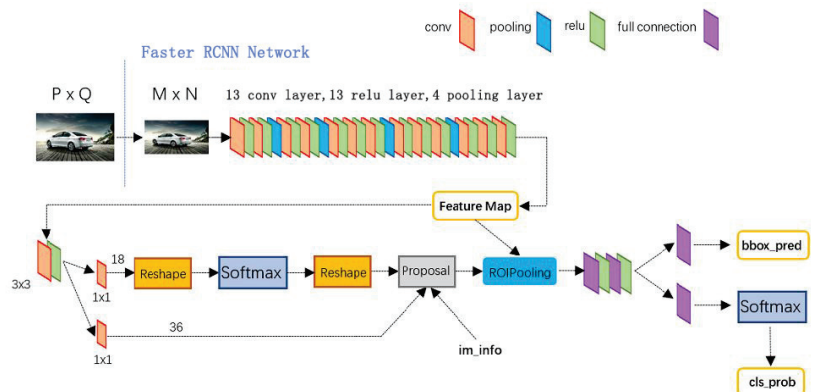 conv
pooling
relu
full connection
Faster RCNN Network
P x Q
M x N
13 conv layer,13 relu layer,4 pooling layer
Feature Map
3x3
18
1x1
Reshape
Softmax
Reshape
Proposal
ROIPooling
bbox_pred
36
1x1
im_info
Softmax
cls_prob